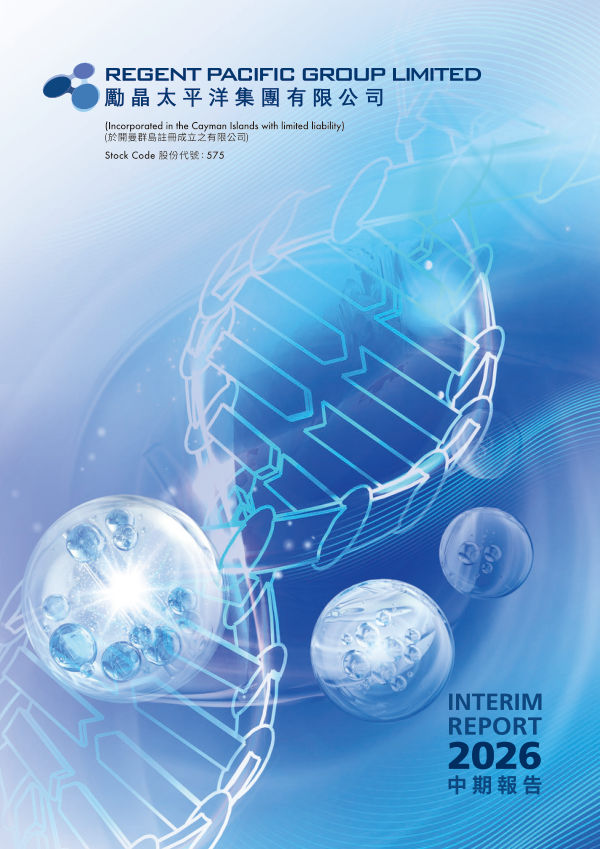 REGENT PACIFIC GROUP LIMITED
勵晶太平洋集團有限公司
(Incorporated in the Cayman Islands with limited liability)
(於開曼群島註冊成立之有限公司)
Stock Code 股份代號：575
INTERIM
REPORT
2026
中期報告